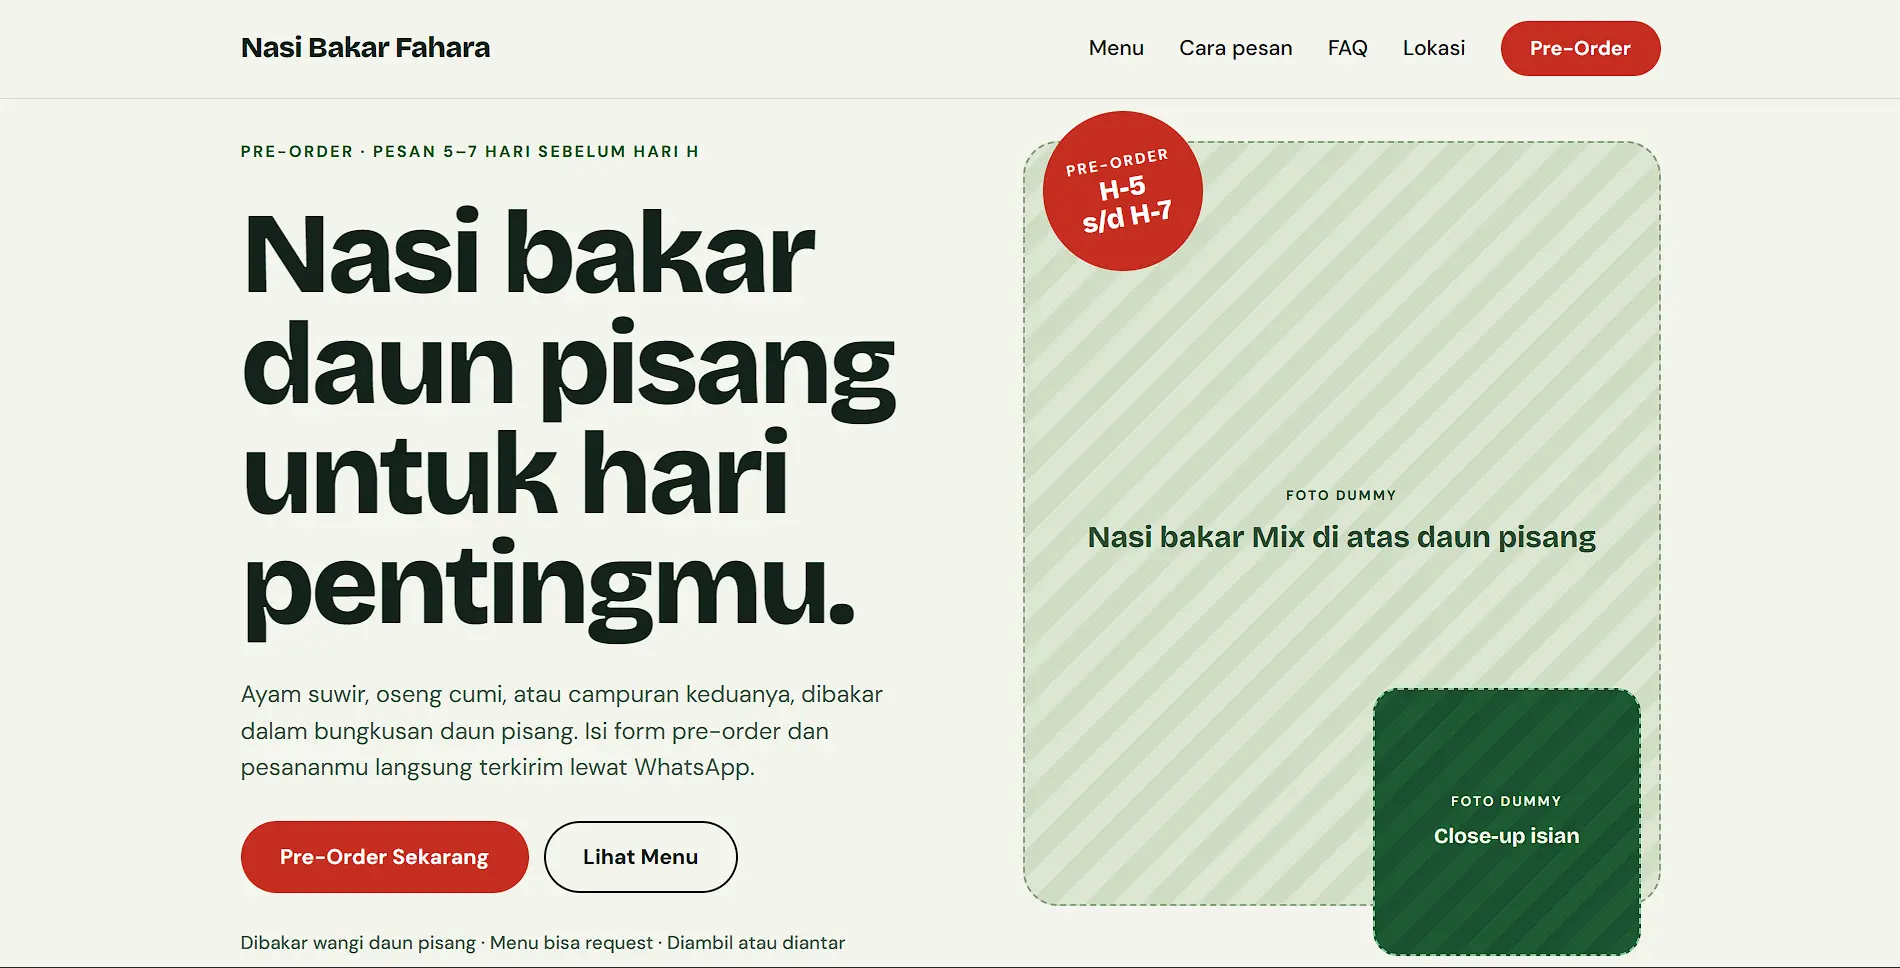 Nasi Bakar Fahara
Menu
Cara pesan
FAQ
Lokasi
Pre-Order
PRE-ORDER · PESAN 5–7 HARI SEBELUM HARI H
Nasi bakar
daun pisang
untuk hari
pentingmu.
Ayam suwir, oseng cumi, atau campuran keduanya, dibakar
dalam bungkusan daun pisang. Isi form pre-order dan
pesananmu langsung terkirim lewat WhatsApp.
Pre-Order Sekarang
Lihat Menu
Dibakar wangi daun pisang · Menu bisa request · Diambil atau diantar
PRE-ORDER
H-5
s/d H-7
FOTO DUMMY
Nasi bakar Mix di atas daun pisang
FOTO DUMMY
Close-up isian